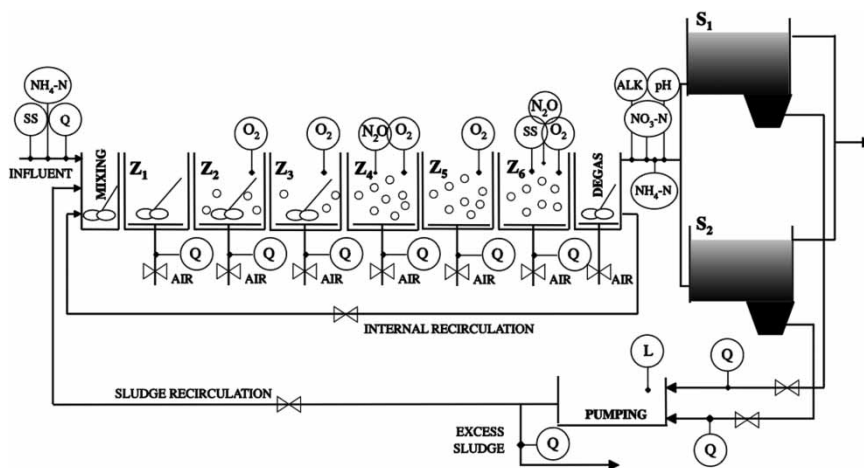 S₁
NH₄-N
SS
Q
ALK
pH
N₂O
NO₃-N
O₂
O₂
N₂O
O₂
O₂
SS
O₂
INFLUENT
MIXING
Z₁
Z₂
Z₃
Z₄
Z₅
Z₆
DEGAS
NH₄-N
S₂
Q
Q
Q
Q
Q
Q
AIR
AIR
AIR
AIR
AIR
AIR
AIR
INTERNAL RECIRCULATION
L
Q
SLUDGE RECIRCULATION
PUMPING
EXCESS
SLUDGE
Q
Q